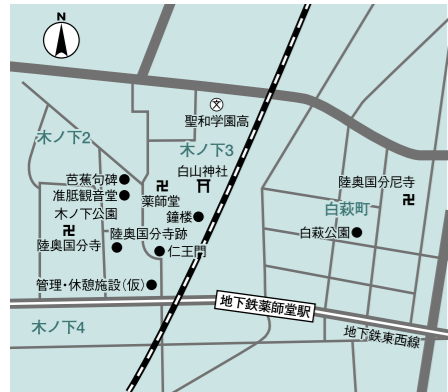 N
文
聖和学園高
木ノ下2
木ノ下3
白山神社
芭蕉句碑
准胝観音堂
薬師堂
木ノ下公園
鐘楼
陸奥国分寺
陸奥国分寺跡
仁王門
管理・休憩施設(仮)
陸奥国分尼寺
白萩町
白萩公園
地下鉄薬師堂駅
地下鉄東西線
木ノ下4